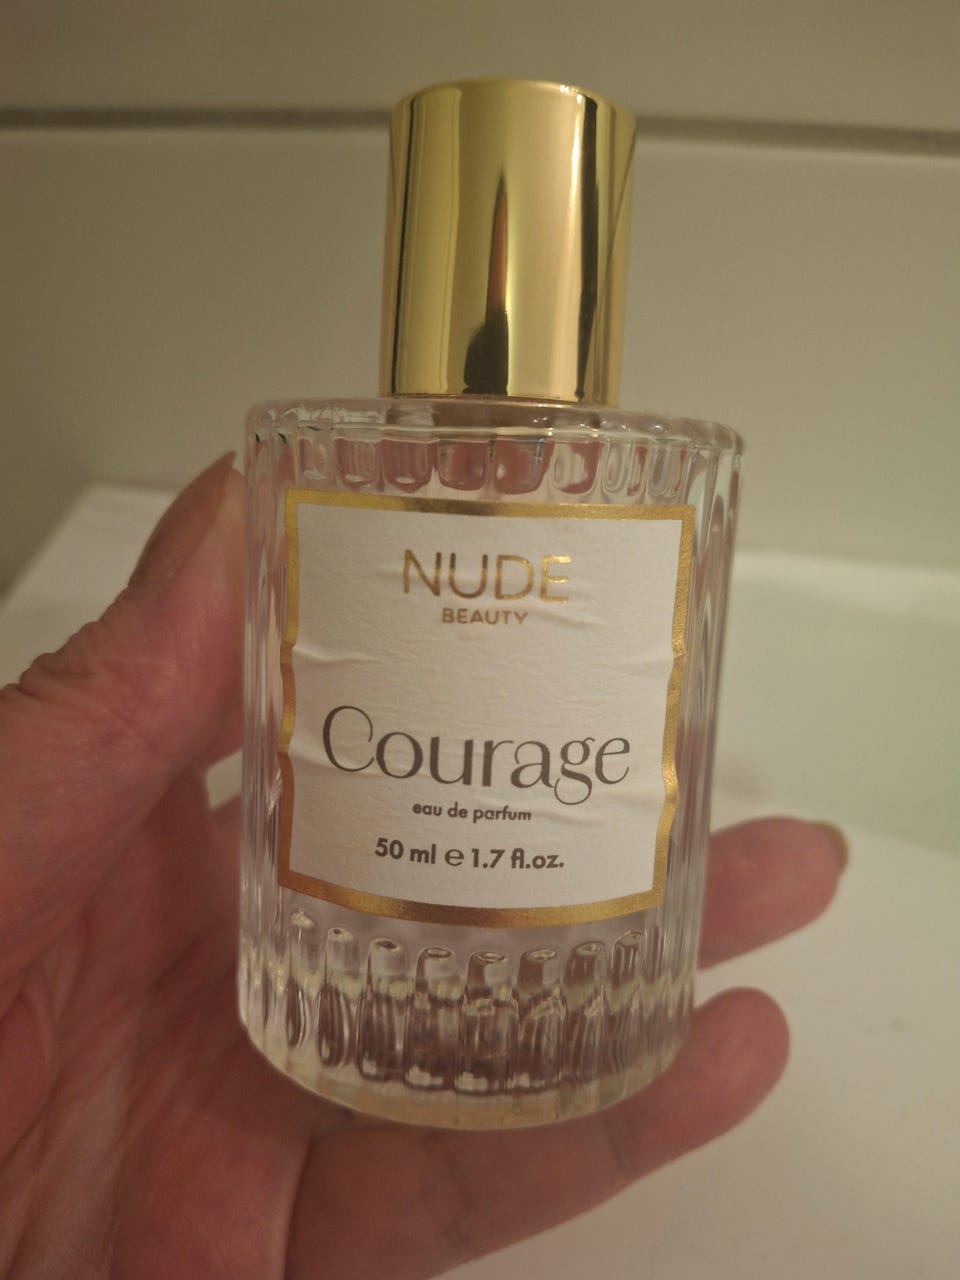 NUDE
BEAUTY
Courage
eau de parfum
50 ml ℮ 1.7 fl.oz.